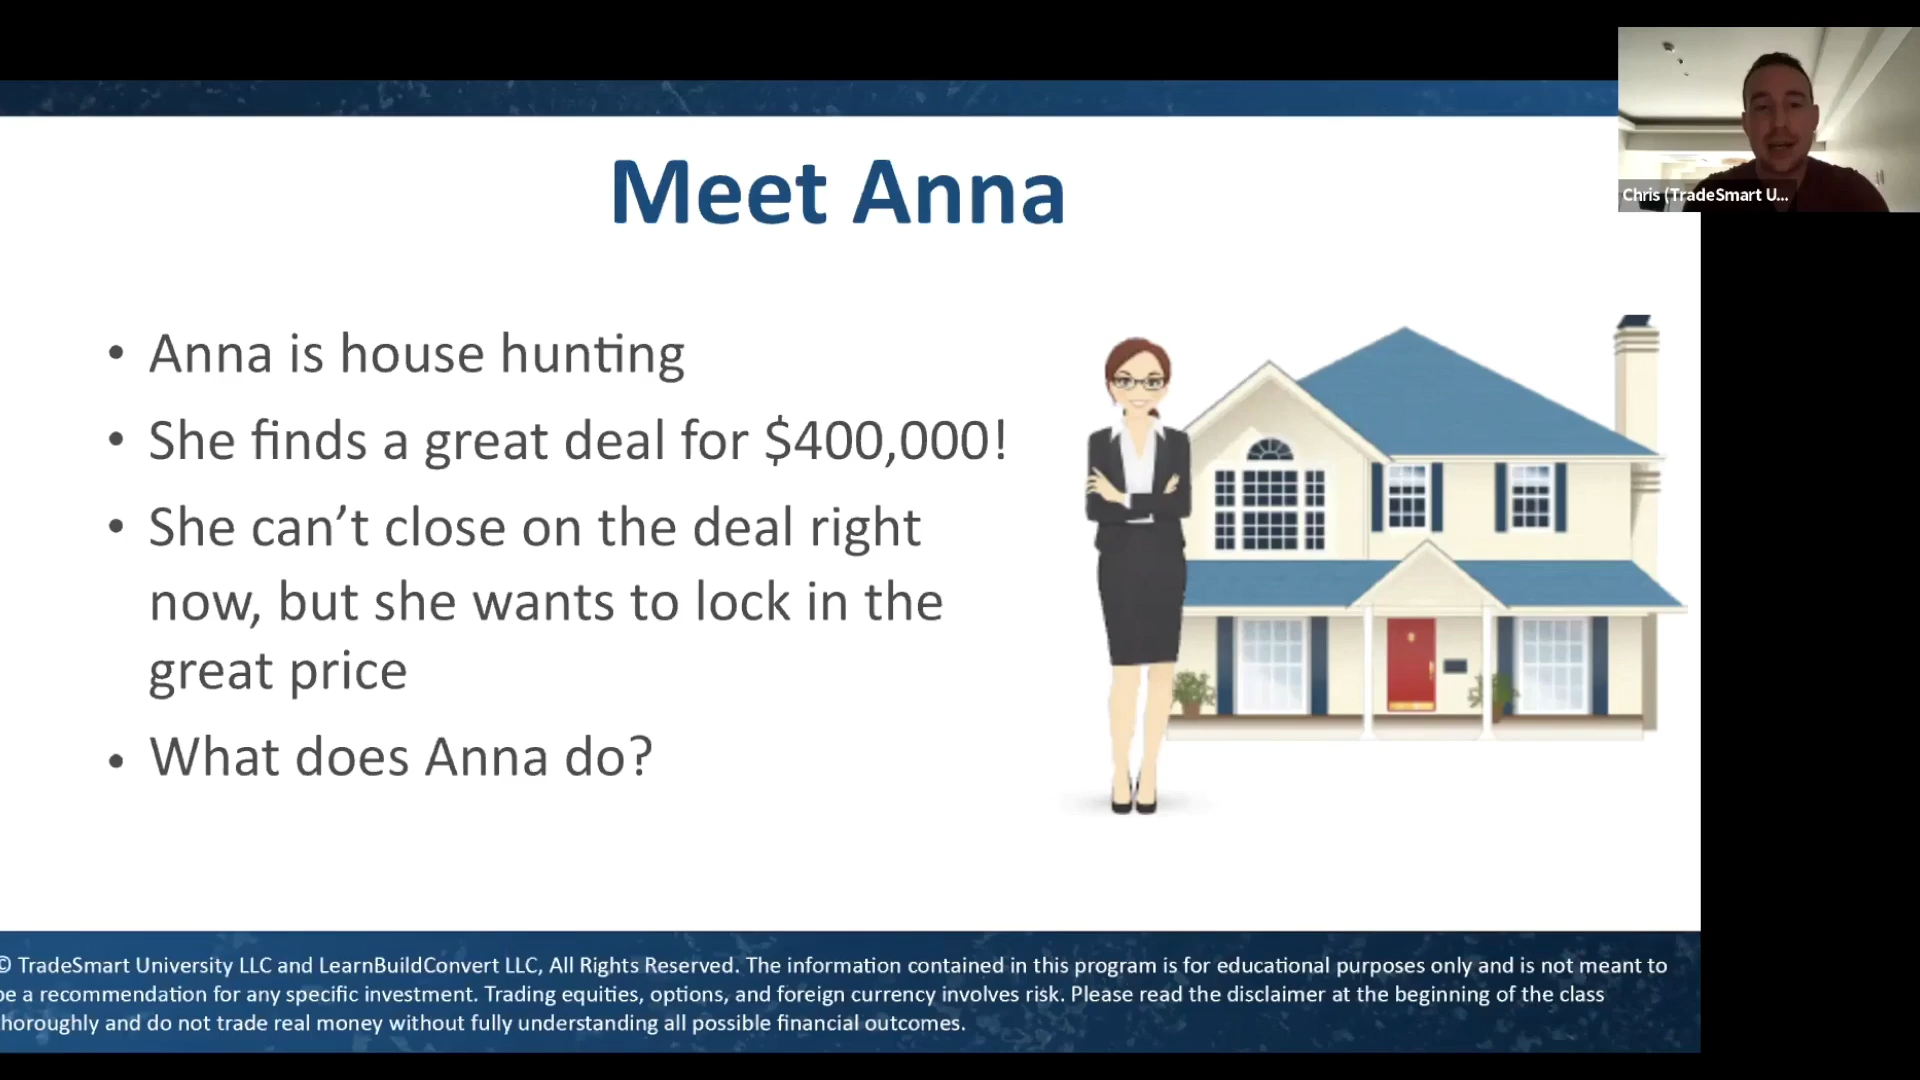 Chris (TradeSmart U...
Meet Anna
• Anna is house hunting
• She finds a great deal for $400,000!
• She can’t close on the deal right
now, but she wants to lock in the
great price
• What does Anna do?
© TradeSmart University LLC and LearnBuildConvert LLC, All Rights Reserved. The information contained in this program is for educational purposes only and is not meant to
be a recommendation for any specific investment. Trading equities, options, and foreign currency involves risk. Please read the disclaimer at the beginning of the class
horoughly and do not trade real money without fully understanding all possible financial outcomes.